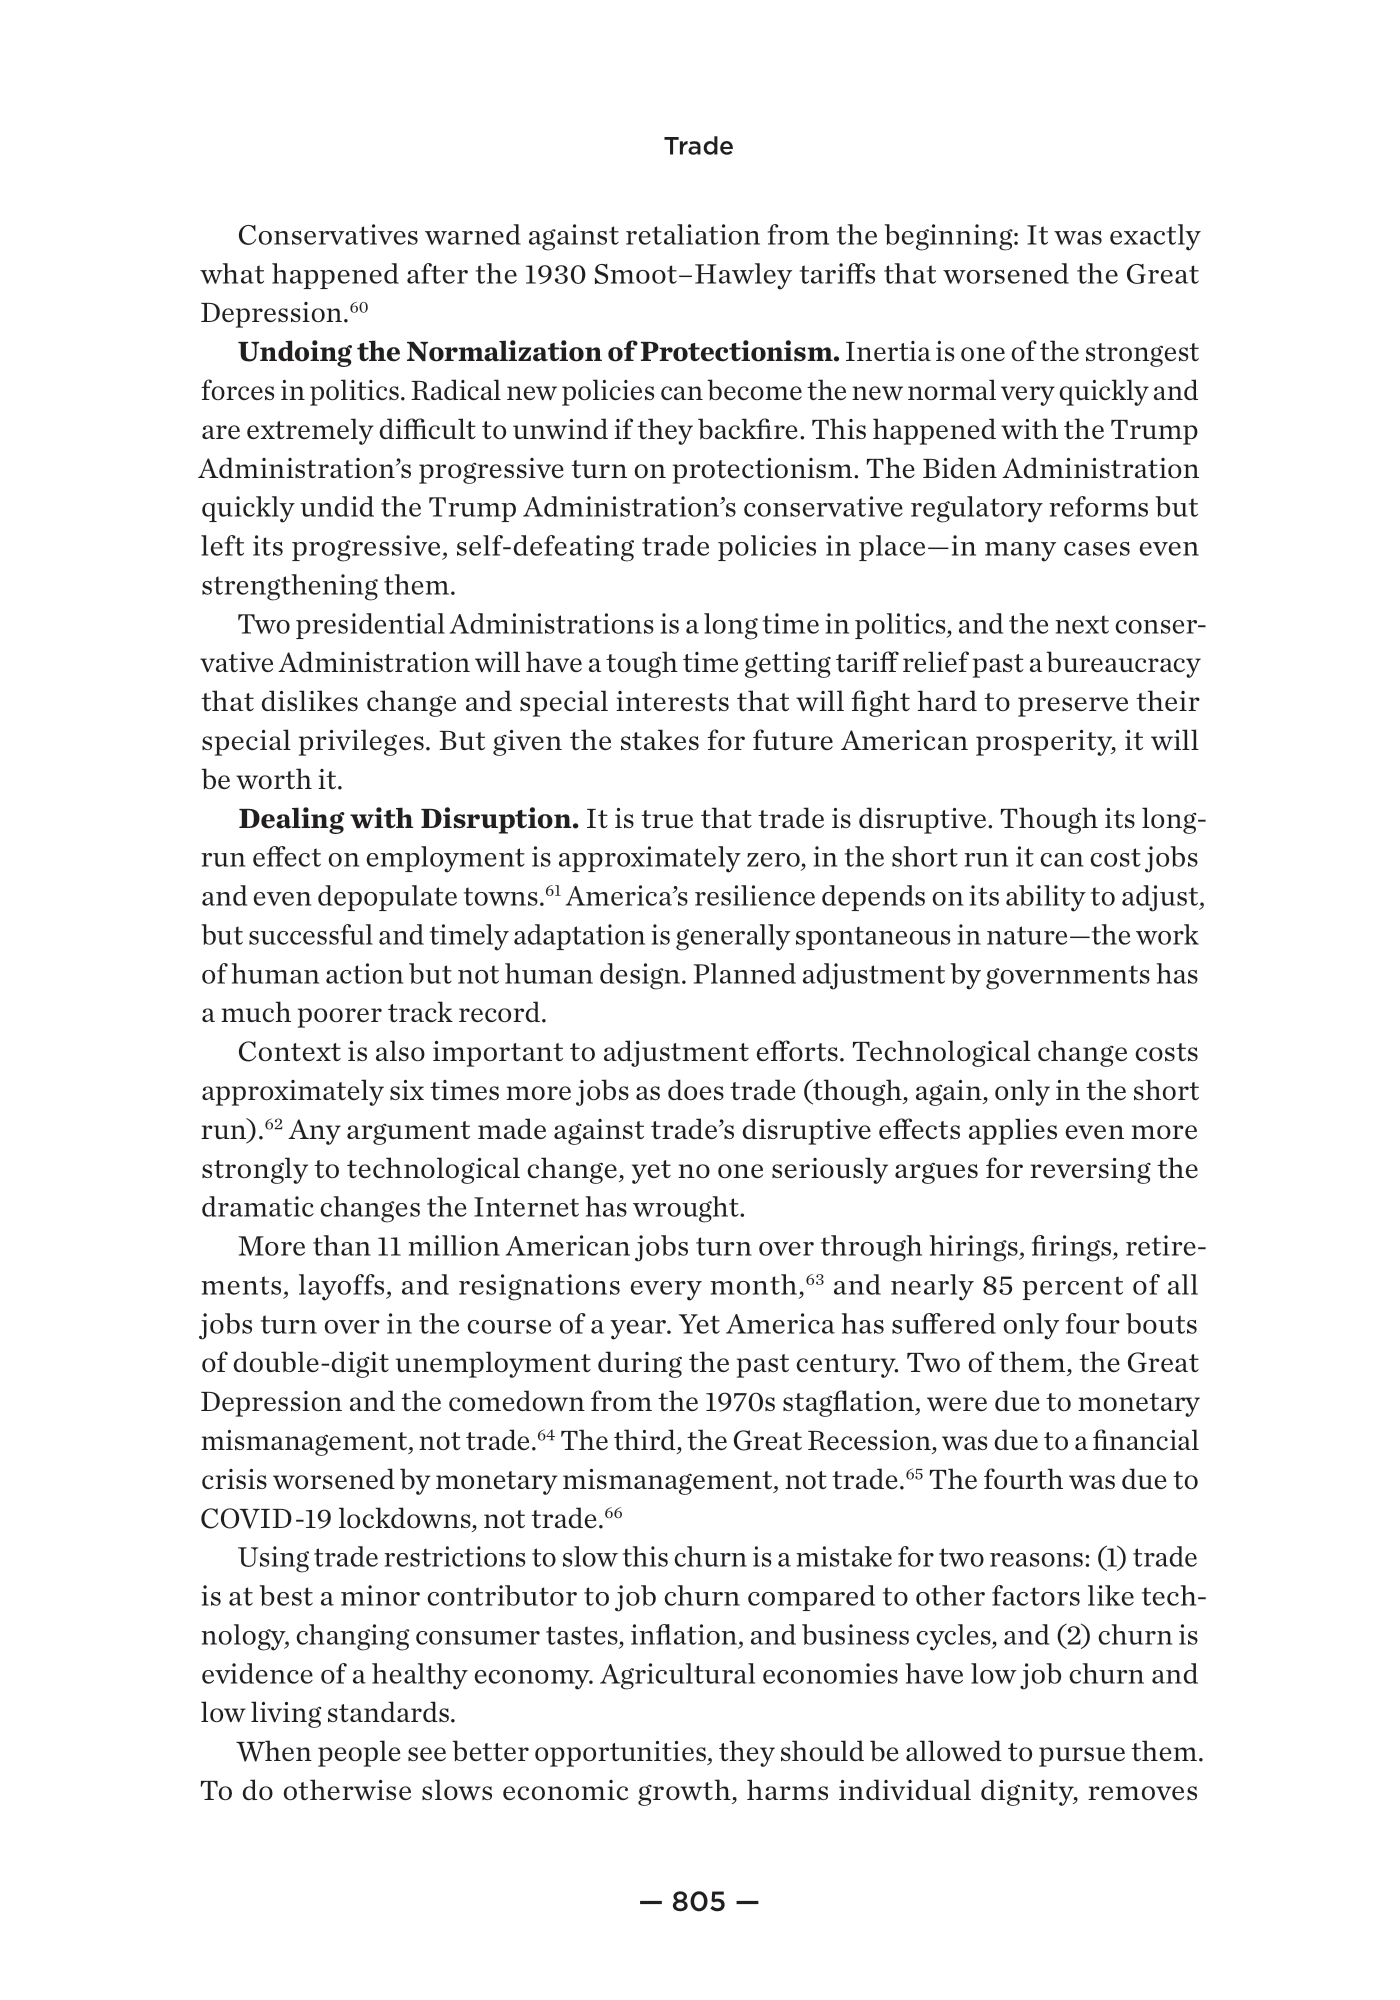 Trade
Conservatives warned against retaliation from the beginning: It was exactly
what happened after the 1930 Smoot–Hawley tariffs that worsened the Great
Depression.⁶⁰
Undoing the Normalization of Protectionism. Inertia is one of the strongest
forces in politics. Radical new policies can become the new normal very quickly and
are extremely difficult to unwind if they backfire. This happened with the Trump
Administration’s progressive turn on protectionism. The Biden Administration
quickly undid the Trump Administration’s conservative regulatory reforms but
left its progressive, self-defeating trade policies in place—in many cases even
strengthening them.
Two presidential Administrations is a long time in politics, and the next conser-
vative Administration will have a tough time getting tariff relief past a bureaucracy
that dislikes change and special interests that will fight hard to preserve their
special privileges. But given the stakes for future American prosperity, it will
be worth it.
Dealing with Disruption. It is true that trade is disruptive. Though its long-
run effect on employment is approximately zero, in the short run it can cost jobs
and even depopulate towns.⁶¹ America’s resilience depends on its ability to adjust,
but successful and timely adaptation is generally spontaneous in nature—the work
of human action but not human design. Planned adjustment by governments has
a much poorer track record.
Context is also important to adjustment efforts. Technological change costs
approximately six times more jobs as does trade (though, again, only in the short
run).⁶² Any argument made against trade’s disruptive effects applies even more
strongly to technological change, yet no one seriously argues for reversing the
dramatic changes the Internet has wrought.
More than 11 million American jobs turn over through hirings, firings, retire-
ments, layoffs, and resignations every month,⁶³ and nearly 85 percent of all
jobs turn over in the course of a year. Yet America has suffered only four bouts
of double-digit unemployment during the past century. Two of them, the Great
Depression and the comedown from the 1970s stagflation, were due to monetary
mismanagement, not trade.⁶⁴ The third, the Great Recession, was due to a financial
crisis worsened by monetary mismanagement, not trade.⁶⁵ The fourth was due to
COVID-19 lockdowns, not trade.⁶⁶
Using trade restrictions to slow this churn is a mistake for two reasons: (1) trade
is at best a minor contributor to job churn compared to other factors like tech-
nology, changing consumer tastes, inflation, and business cycles, and (2) churn is
evidence of a healthy economy. Agricultural economies have low job churn and
low living standards.
When people see better opportunities, they should be allowed to pursue them.
To do otherwise slows economic growth, harms individual dignity, removes
— 805 —